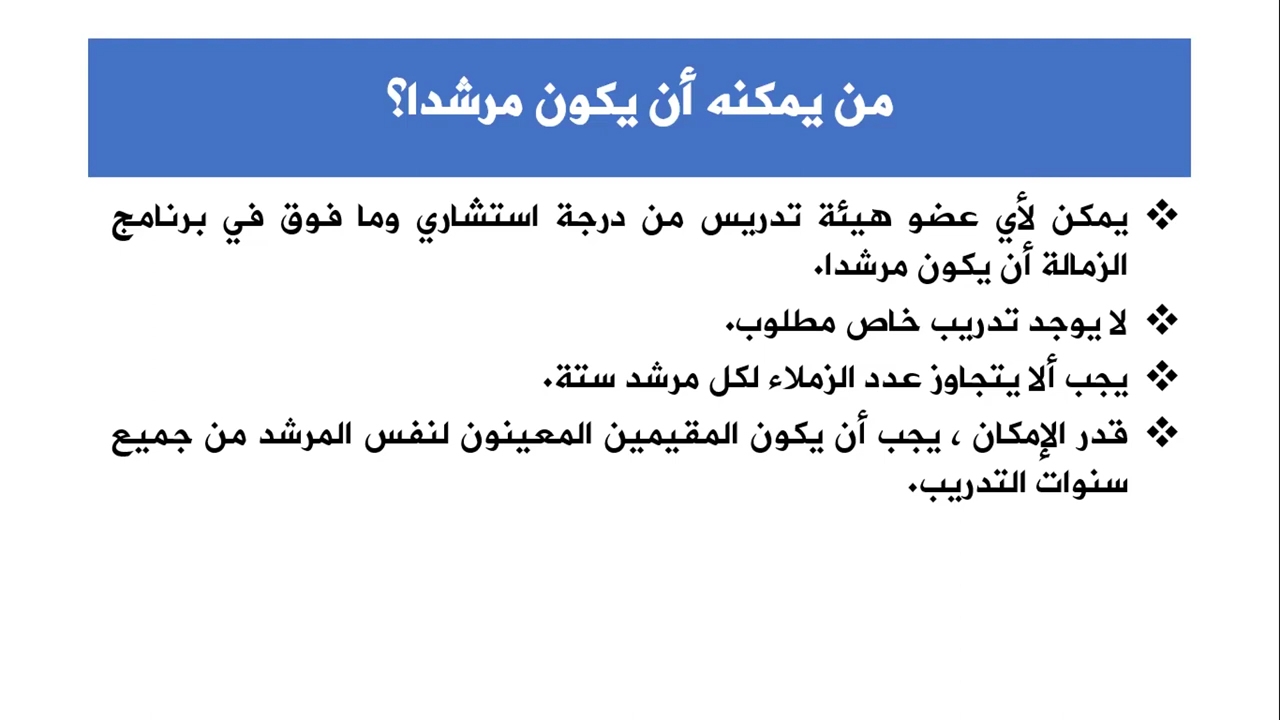 من يمكنه أن يكون مرشدا؟
❖ يمكن لأي عضو هيئة تدريس من درجة استشاري وما فوق في برنامج
الزمالة أن يكون مرشدا.
❖ لا يوجد تدريب خاص مطلوب.
❖ يجب ألا يتجاوز عدد الزملاء لكل مرشد ستة.
❖ قدر الإمكان ، يجب أن يكون المقيمين المعينون لنفس المرشد من جميع
سنوات التدريب.